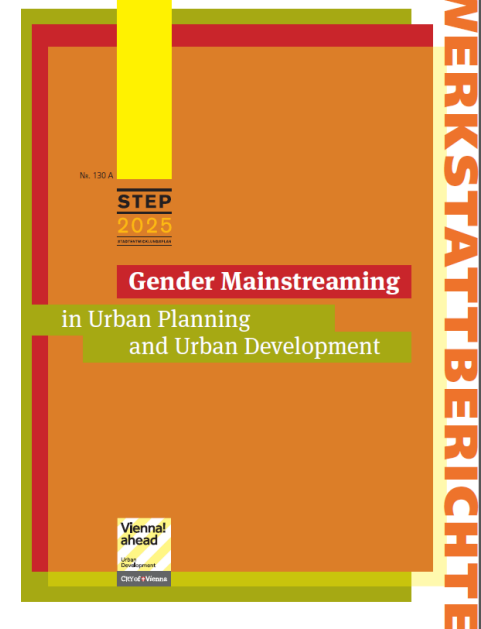 WERKSTATTBERICHTE
Nr. 130 A
STEP
2025
STADTENTWICKLUNGSPLAN
Gender Mainstreaming
in Urban Planning
and Urban Development
Vienna!
ahead
Urban
Development
City of Vienna